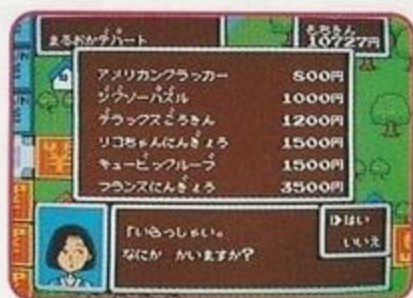 まるおかデパート
もちきん
10727円
アメリカンクラッカー 800円
ジグソーパズル 1000円
デラックスごうきん 1200円
リコちゃんにんぎょう 1500円
キュービックループ 1500円
フランスにんぎょう 3500円
「いらっしゃい。
なにか かいますか?
はい
いいえ